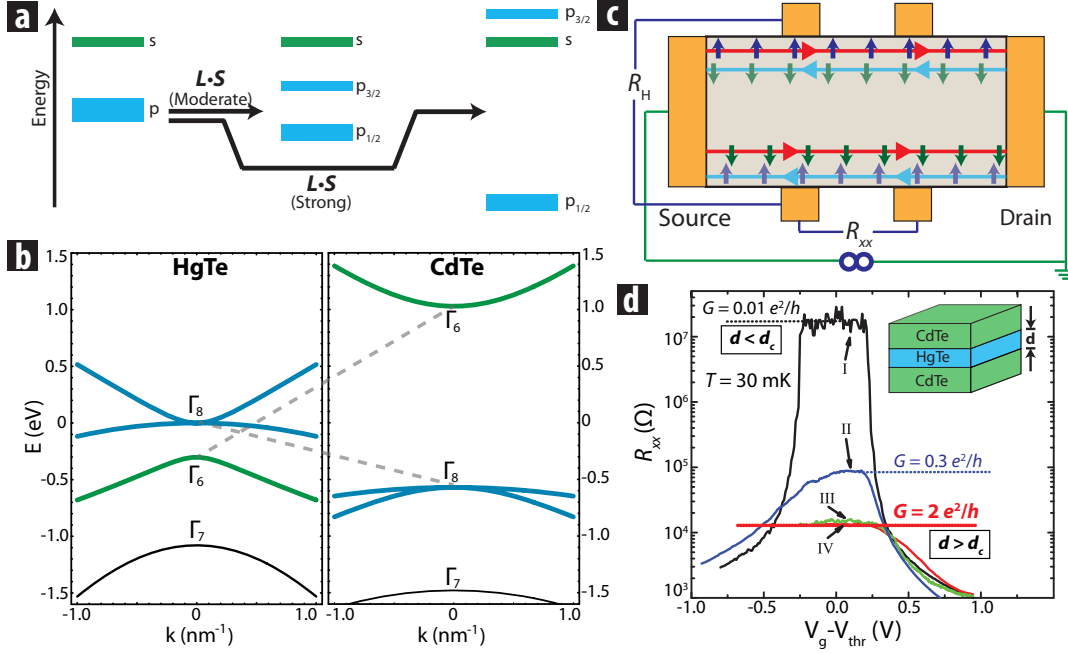 a
Energy
s
p
L•S
(Moderate)
s
p3/2
p1/2
L•S
(Strong)
p3/2
s
p1/2
b
HgTe
CdTe
E (eV)
1.5
1.0
0.5
0
-0.5
-1.0
-1.5
Γ8
Γ6
Γ7
-1.0
0.0
1.0
k (nm⁻¹)
Γ6
Γ8
Γ7
1.5
1.0
0.5
0
-0.5
-1.0
-1.5
-1.0
0.0
1.0
k (nm⁻¹)
c
RH
Source
Drain
Rxx
d
G = 0.01 e²/h
d < dc
T = 30 mK
I
II
III
IV
CdTe
HgTe
CdTe
d
G = 0.3 e²/h
G = 2 e²/h
d > dc
Rxx (Ω)
10⁷
10⁶
10⁵
10⁴
10³
-1.0
-0.5
0.0
0.5
1.0
Vg-Vthr (V)